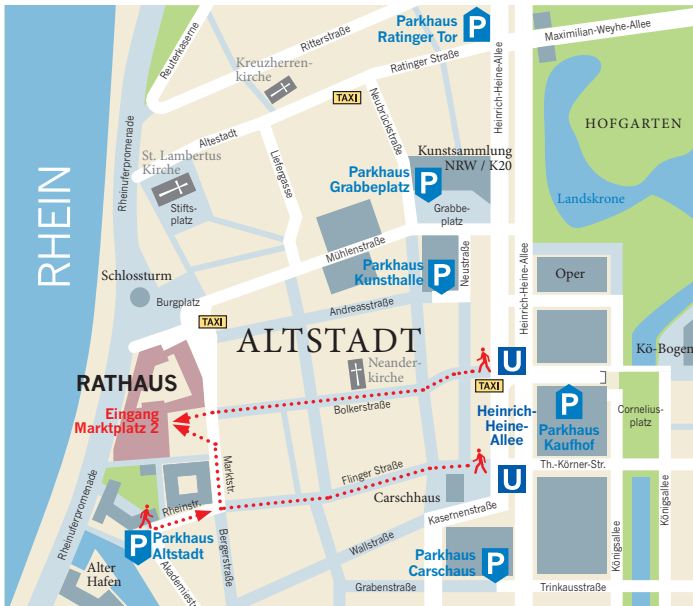 Parkhaus
Ratinger Tor
P
Maximilian-Weyhe-Allee
Reuterkaserne
Ritterstraße
Ratinger Straße
Heinrich-Heine-Allee
Kreuzherren-
kirche
TAXI
Neubrückstraße
HOFGARTEN
Rheinuferpromenade
Altestadt
Liefergasse
Kunstsammlung
NRW / K20
St. Lambertus
Kirche
Parkhaus
Grabbeplatz
P
Landskrone
Stifts-
platz
Grabbe-
platz
RHEIN
Mühlenstraße
Neustraße
Heinrich-Heine-Allee
Schlossturm
Parkhaus
Kunsthalle
P
Oper
Burgplatz
Andreasstraße
TAXI
ALTSTADT
Kö-Bogen
RATHAUS
Neander-
kirche
U
TAXI
Eingang
Marktplatz 2
Bolkerstraße
Heinrich-
Heine-
Allee
P
Parkhaus
Kaufhof
Cornelius-
platz
Marktstr.
Flinger Straße
Th.-Körner-Str.
U
Carschhaus
Rheinuferpromenade
Rheinstr.
Kasernenstraße
Königsallee
Königsallee
P
Parkhaus
Altstadt
Bergerstraße
Wallstraße
Parkhaus
Carschaus
P
Alter
Hafen
Akademiestr.
Grabenstraße
Trinkausstraße